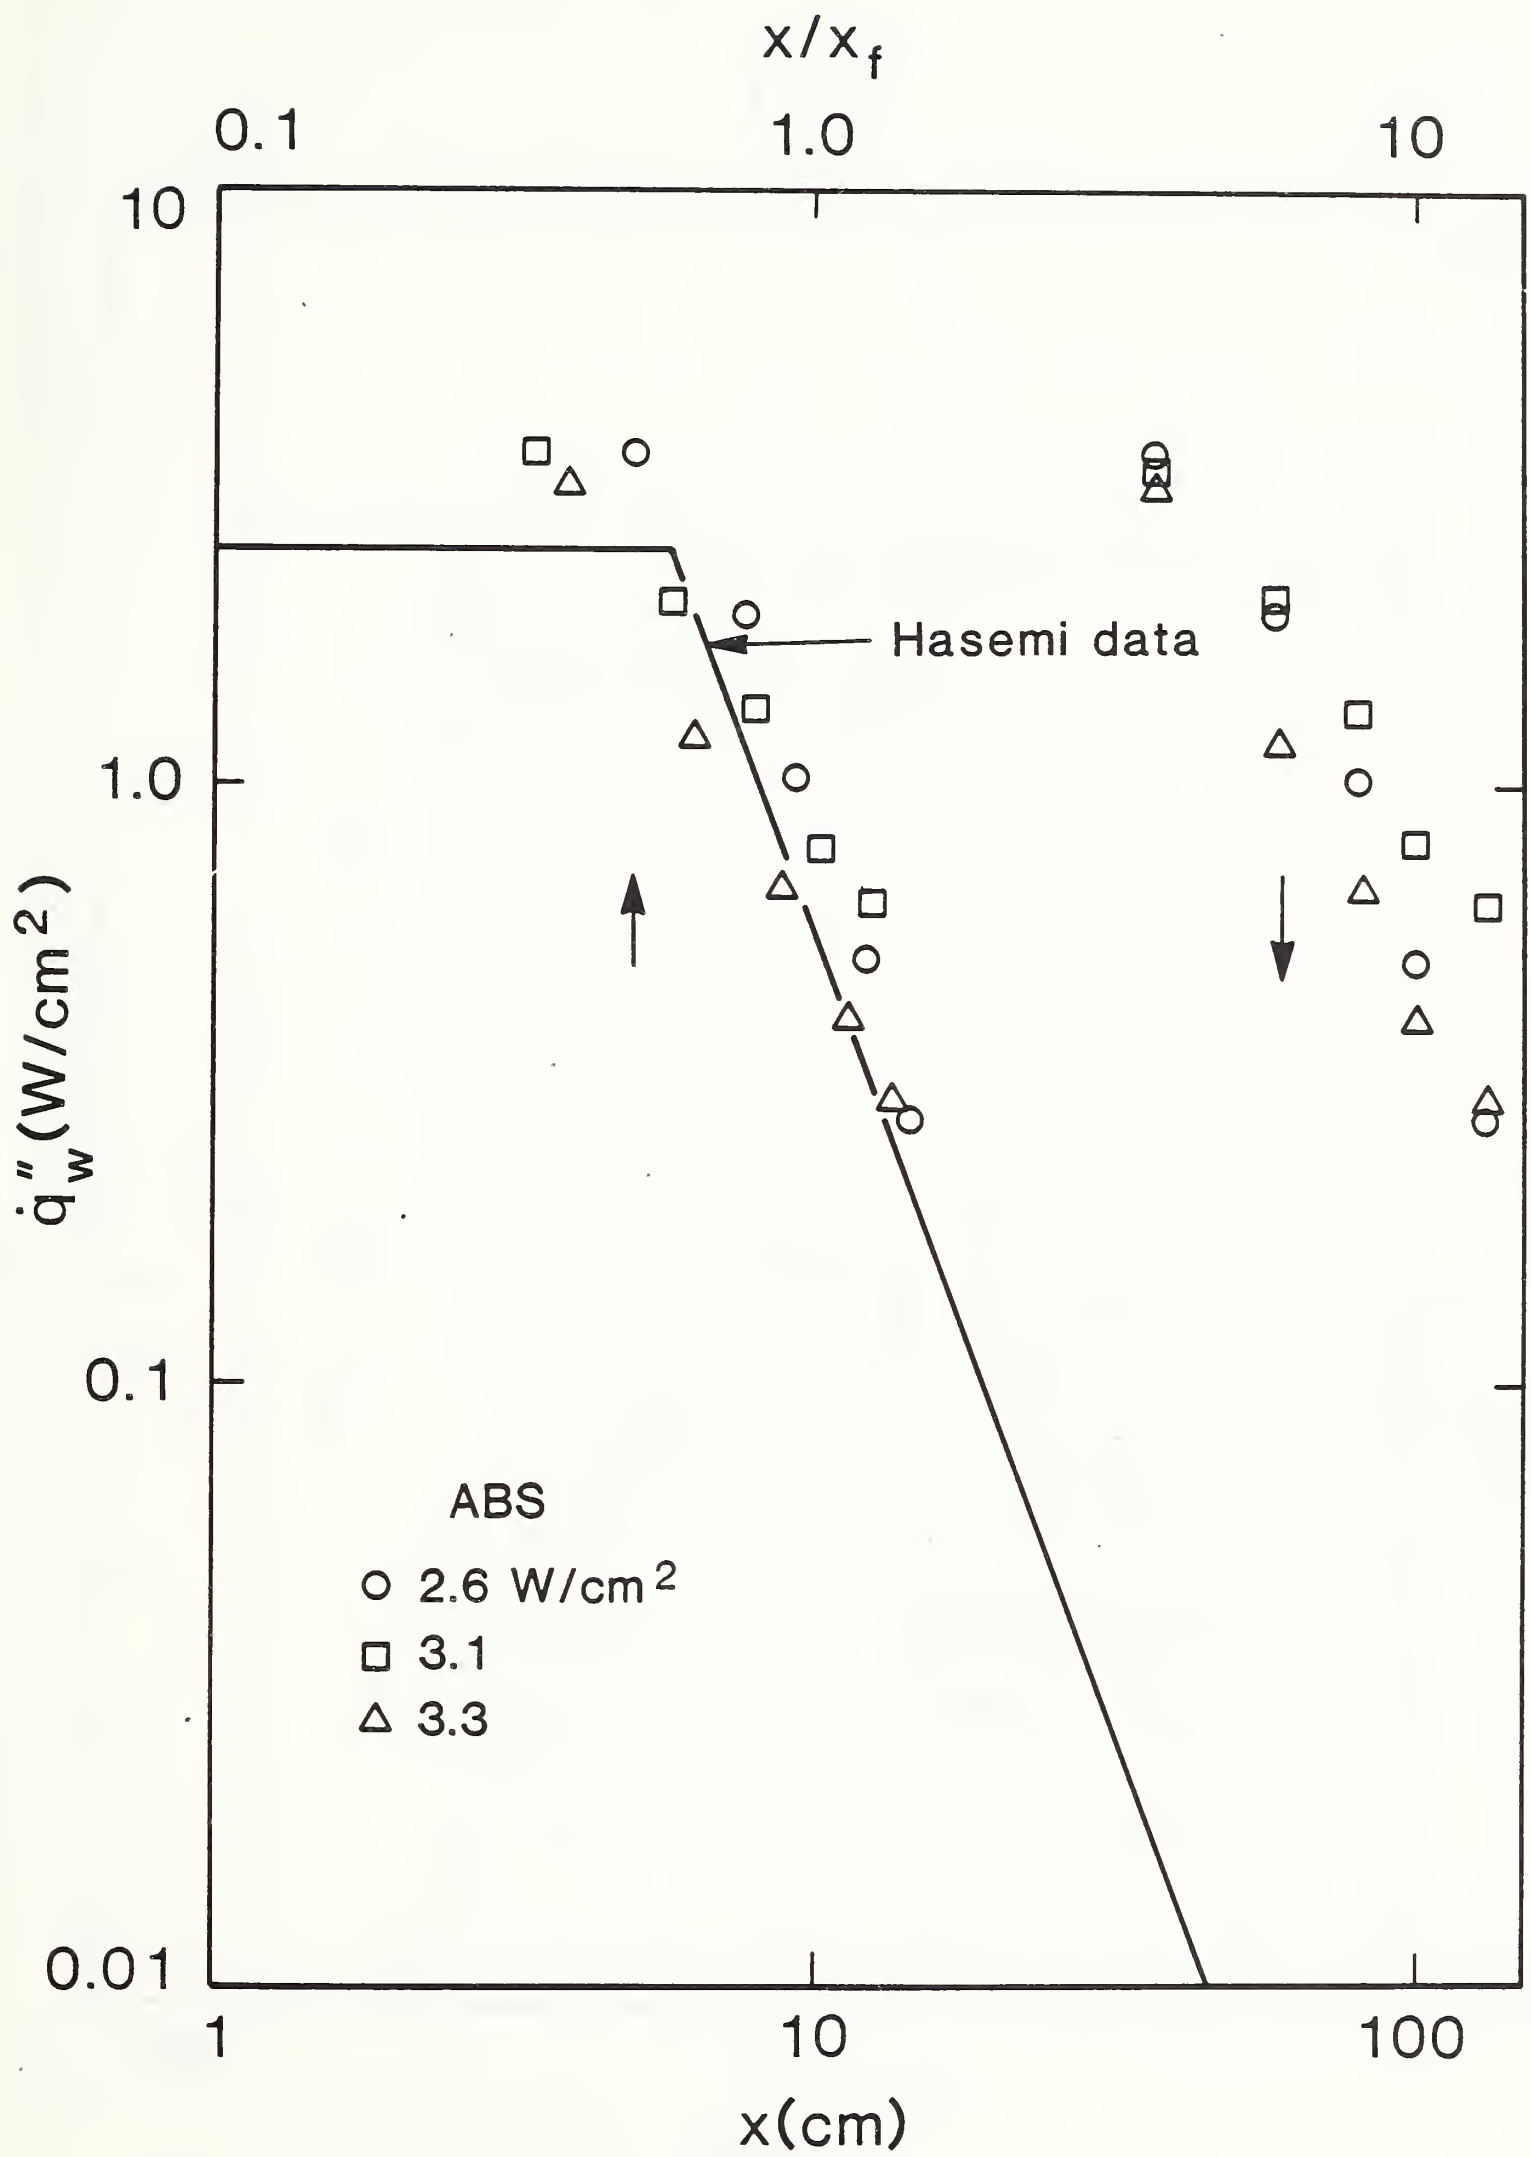 x/x_f
0.1 1.0 10
10
1.0
0.1
0.01
q̇″_w (W/cm²)
Hasemi data
ABS
○ 2.6 W/cm²
□ 3.1
△ 3.3
1 10 100
x(cm)